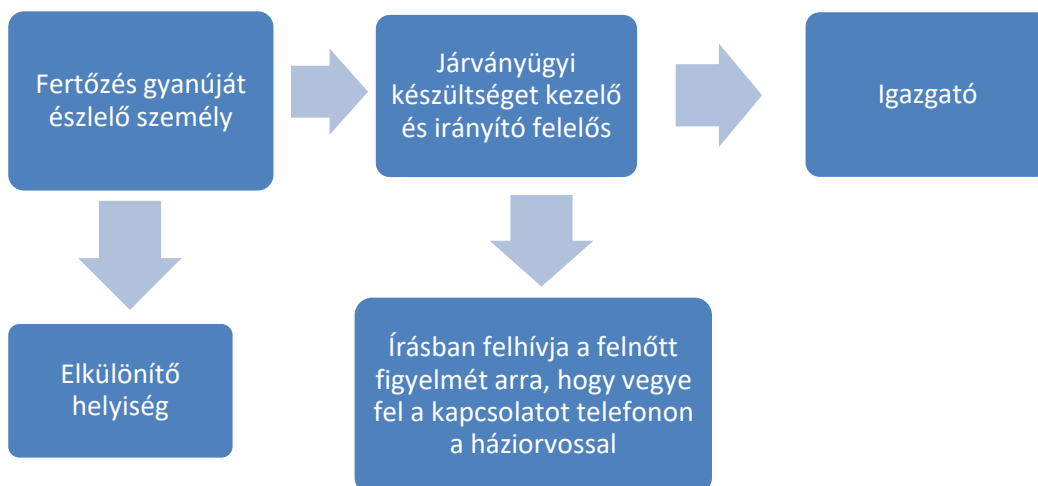 Fertőzés gyanúját
észlelő személy
Járványügyi
készültséget kezelő
és irányító felelős
Igazgató
Elkülönítő
helyiség
Írásban felhívja a felnőtt
figyelmét arra, hogy vegye
fel a kapcsolatot telefonon
a háziorvossal